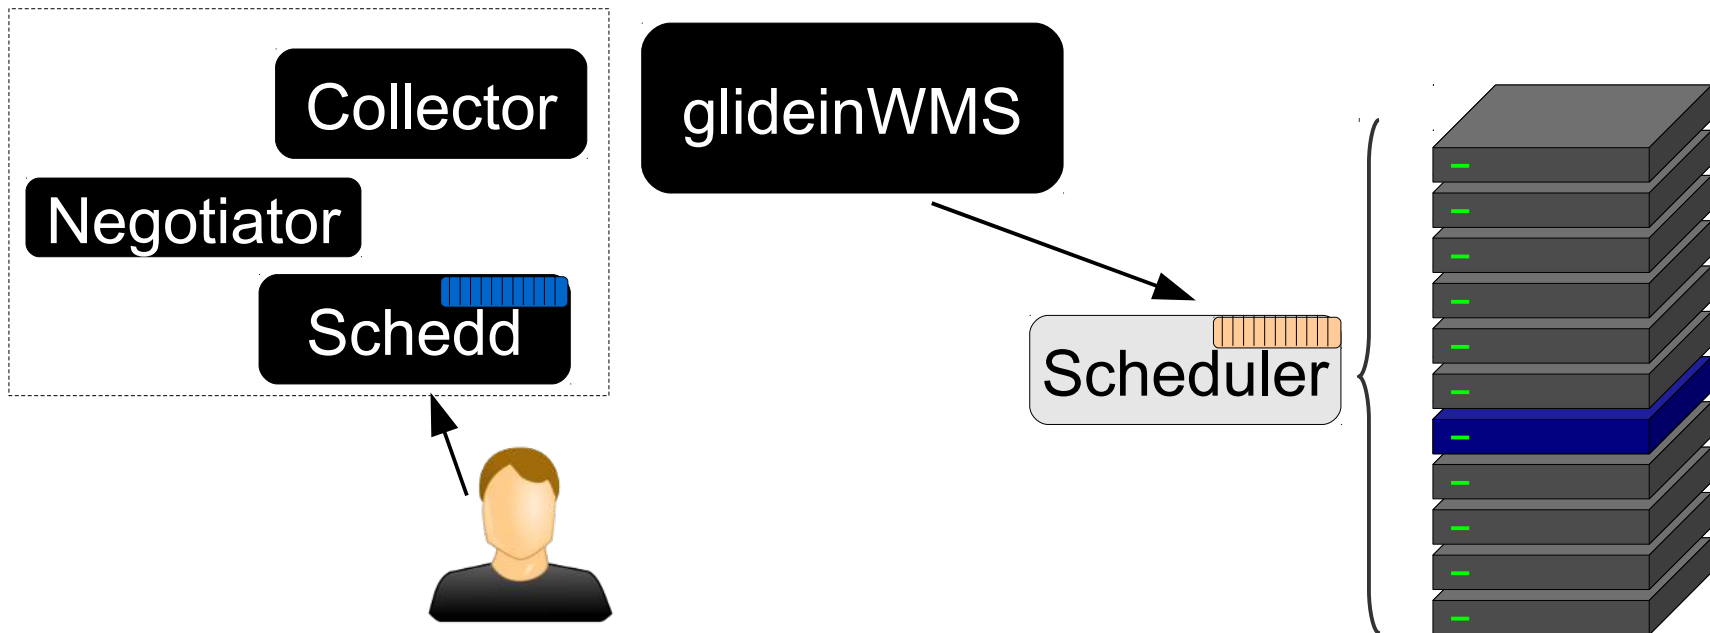 Collector
glideinWMS
Negotiator
Schedd
Scheduler